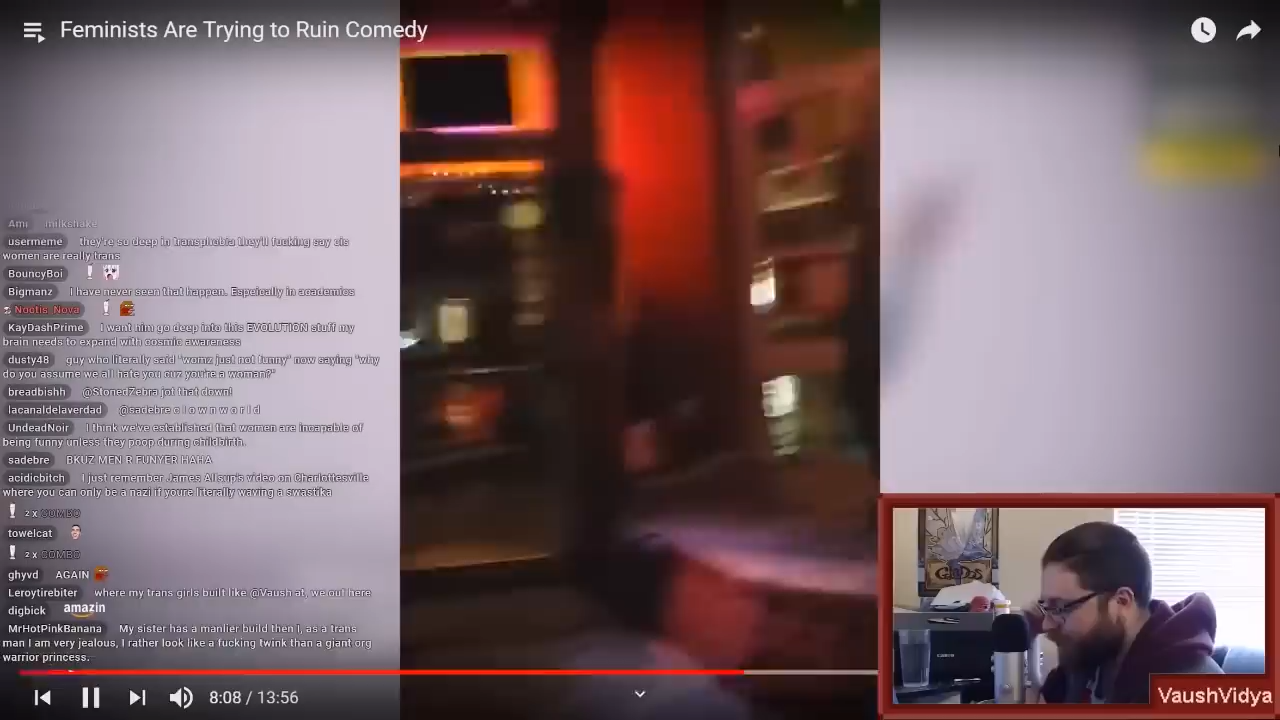 Feminists Are Trying to Ruin Comedy
Ami milkshake
usermeme they're so deep in transphobia they'll fucking say cis
women are really trans
BouncyBoi
Bigmanz I have never seen that happen. Espeically in academics
Noctis_Nova
KayDashPrime I want him go deep into this EVOLUTION stuff my
brain needs to expand with cosmic awareness
dusty48 guy who literally said "womz just not funny" now saying "why
do you assume we all hate you cuz you're a woman?"
breadbishh @StonedZebra jot that down!
lacanaldelaverdad @sadebre c l o w n w o r l d
UndeadNoir I think we've established that women are incapable of
being funny unless they poop during childbirth.
sadebre BKUZ MEN R FUNYER HAHA
acidicbitch I just remember James Allsup's video on Charlottesville
where you can only be a nazi if youre literally waving a swastika
2 x COMBO
towelcat
2 x COMBO
ghyvd AGAIN
Leroytirebiter where my trans girls built like @Vaush at, we out here
digbick amazin
MrHotPinkBanana My sister has a manlier build then I, as a trans
man I am very jealous, I rather look like a fucking twink than a giant org
warrior princess.
8:08 / 13:56
Canon
VaushVidya